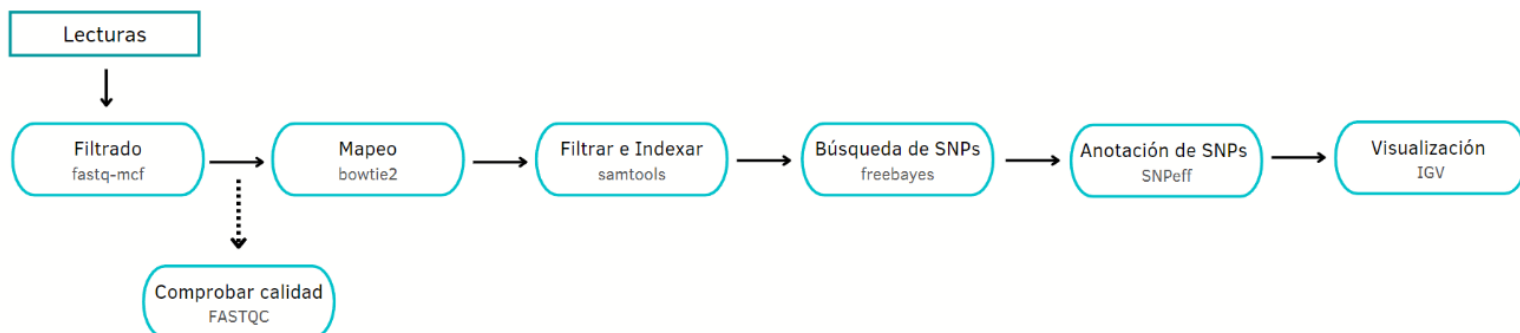 Lecturas
Filtrado
fastq-mcf
Mapeo
bowtie2
Filtrar e Indexar
samtools
Búsqueda de SNPs
freebayes
Anotación de SNPs
SNPeff
Visualización
IGV
Comprobar calidad
FASTQC